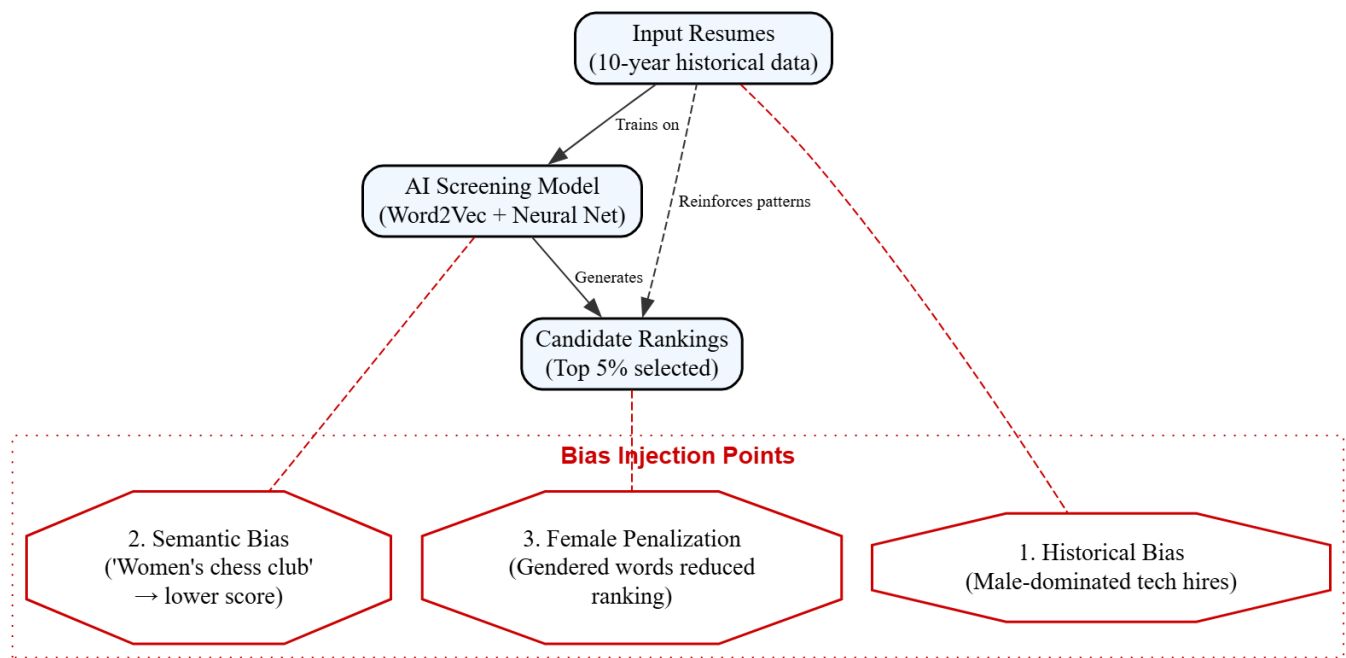 Input Resumes
(10-year historical data)
Trains on
AI Screening Model
(Word2Vec + Neural Net)
Reinforces patterns
Generates
Candidate Rankings
(Top 5% selected)
Bias Injection Points
2. Semantic Bias
('Women's chess club'
→ lower score)
3. Female Penalization
(Gendered words reduced
ranking)
1. Historical Bias
(Male-dominated tech hires)